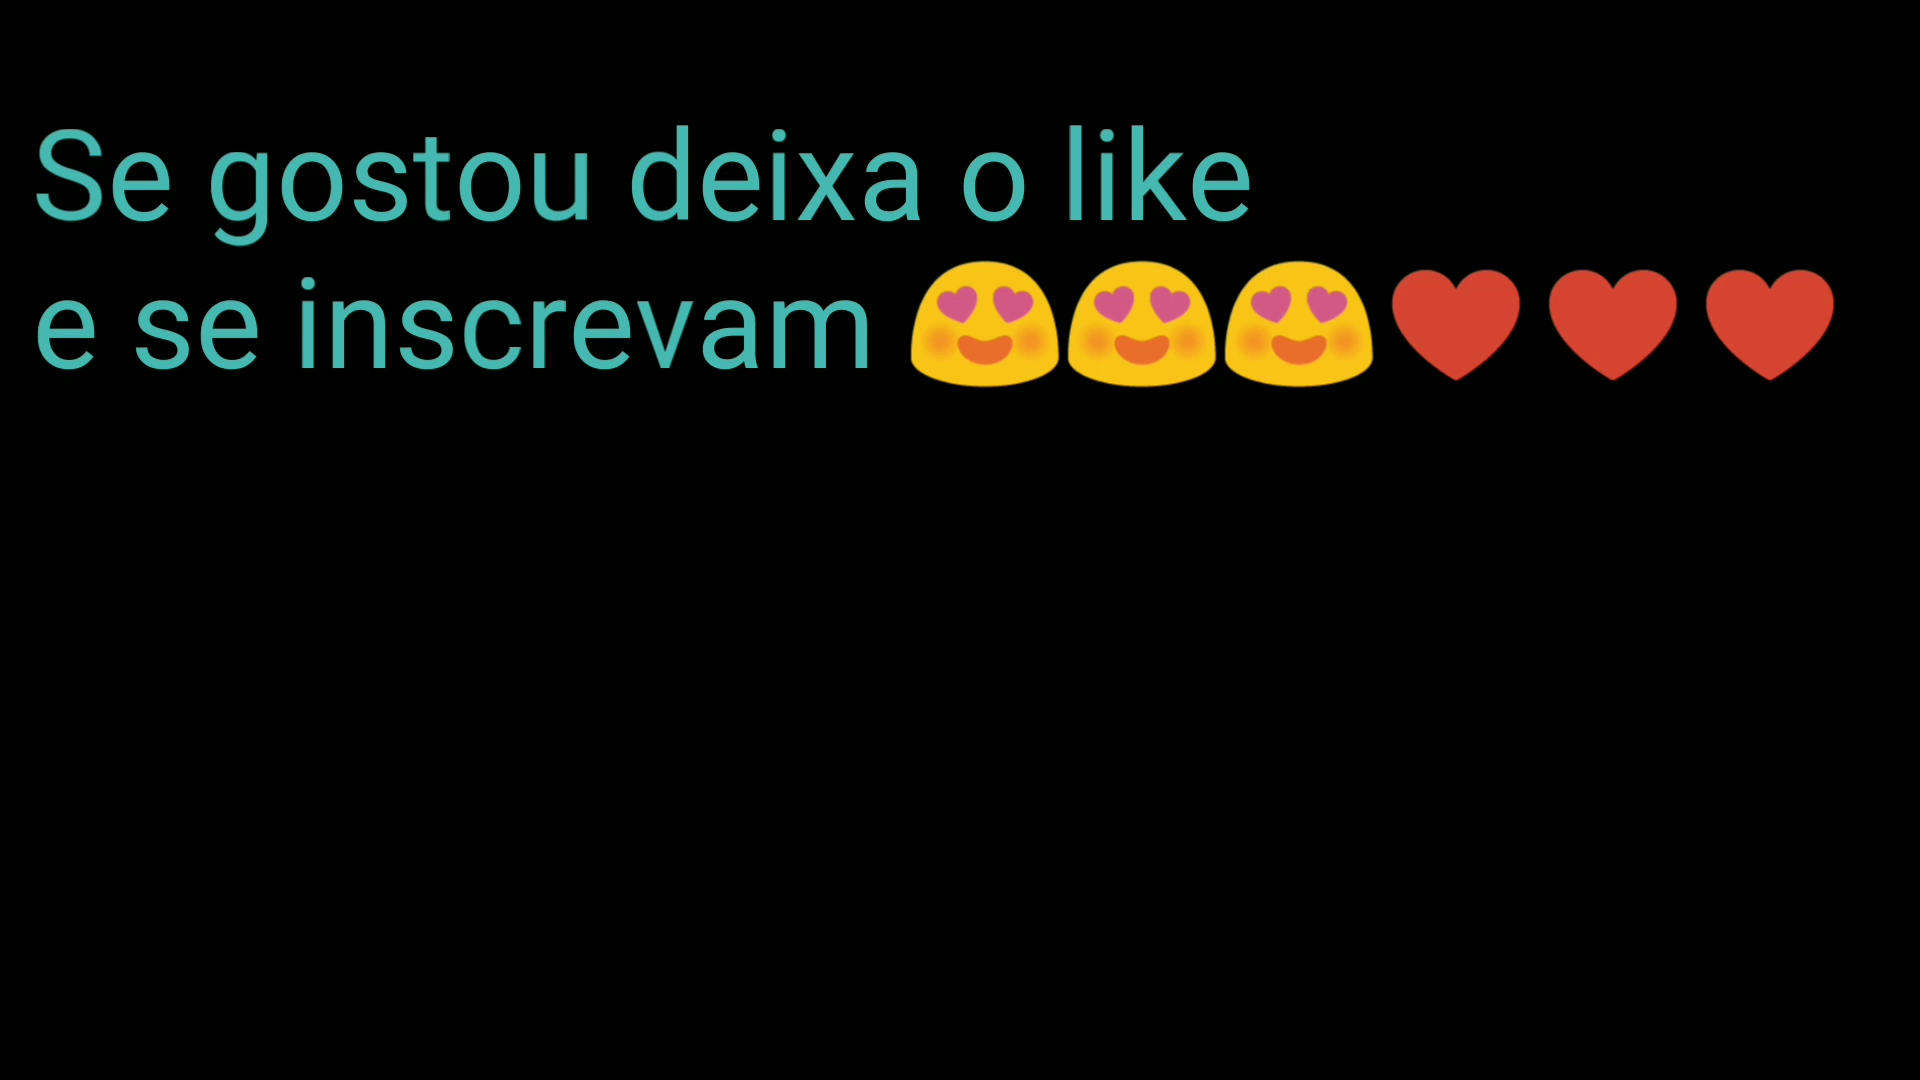 Se gostou deixa o like
e se inscrevam 😍😍😍❤❤❤